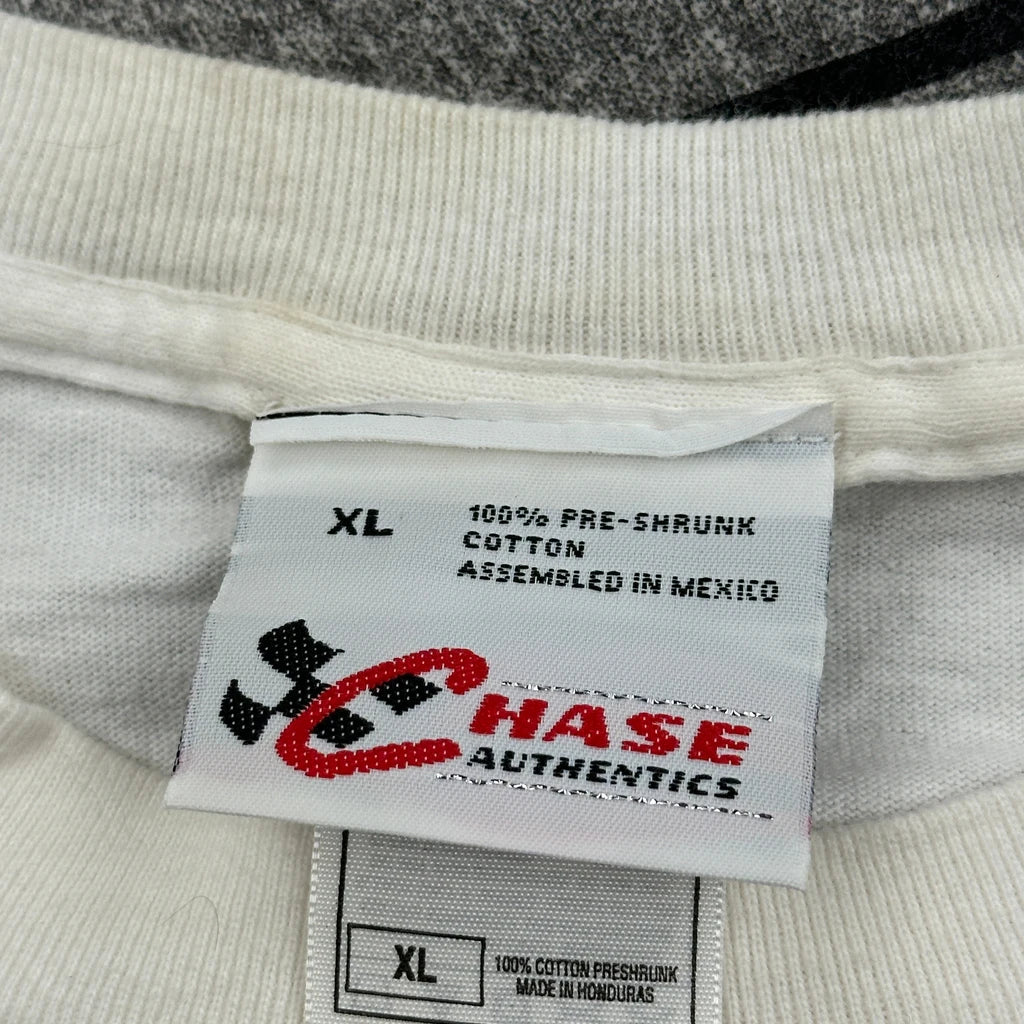 XL
100% PRE-SHRUNK
COTTON
ASSEMBLED IN MEXICO
CHASE
AUTHENTICS
XL
100% COTTON PRESHRUNK
MADE IN HONDURAS